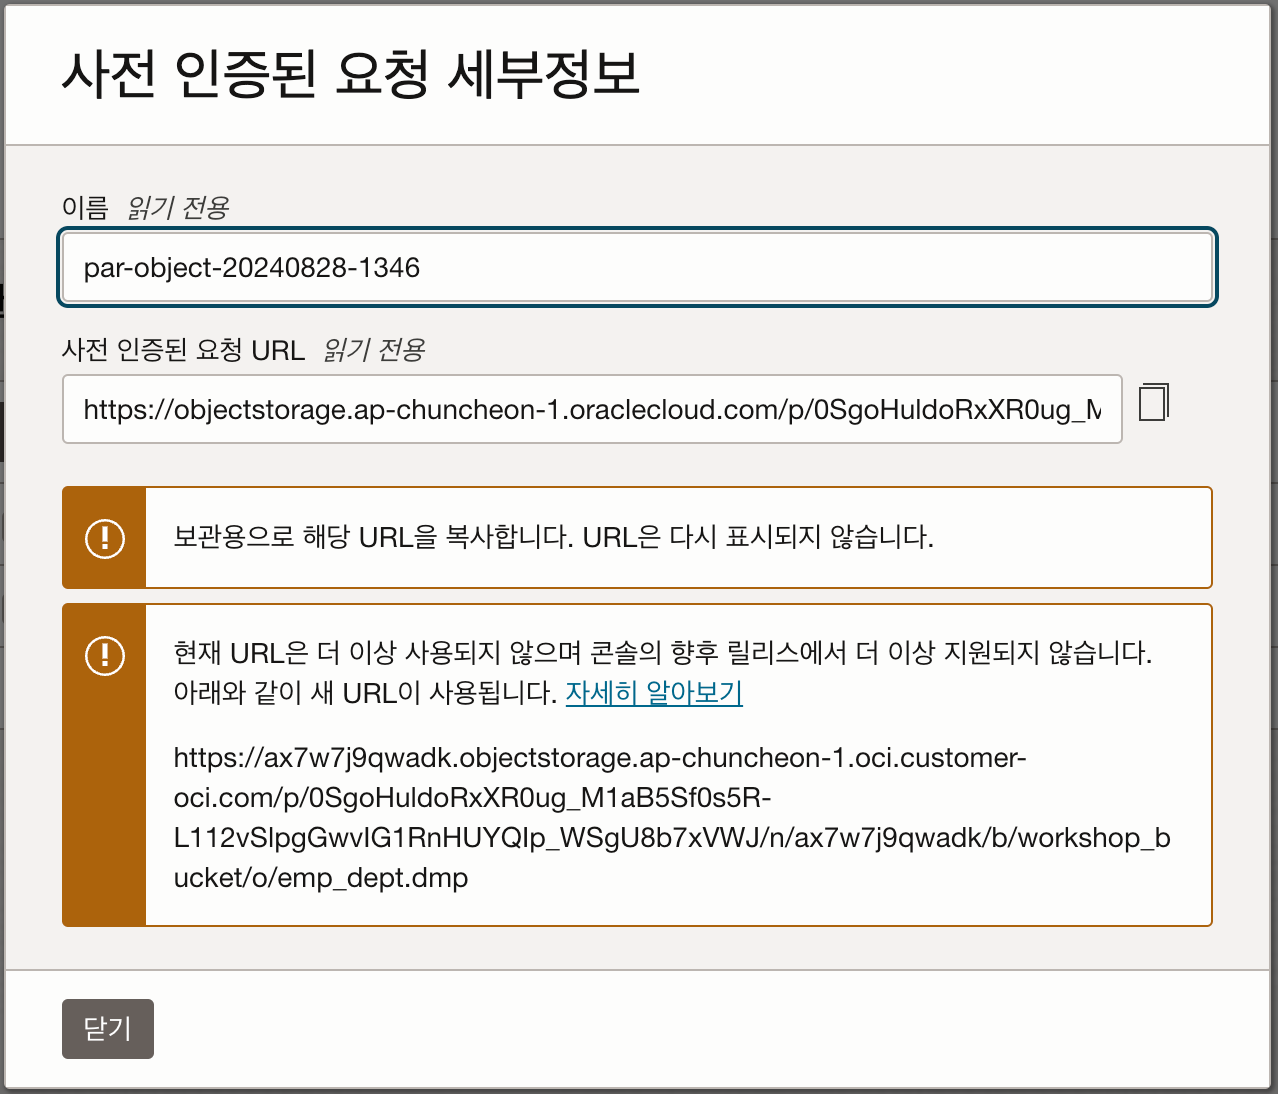 사전 인증된 요청 세부정보
이름 읽기 전용
par-object-20240828-1346
사전 인증된 요청 URL 읽기 전용
https://objectstorage.ap-chuncheon-1.oraclecloud.com/p/0SgoHuldoRxXR0ug_M
보관용으로 해당 URL을 복사합니다. URL은 다시 표시되지 않습니다.
현재 URL은 더 이상 사용되지 않으며 콘솔의 향후 릴리스에서 더 이상 지원되지 않습니다.
아래와 같이 새 URL이 사용됩니다. 자세히 알아보기
https://ax7w7j9qwadk.objectstorage.ap-chuncheon-1.oci.customer-
oci.com/p/0SgoHuldoRxXR0ug_M1aB5Sf0s5R-
L112vSlpgGwvIG1RnHUYQIp_WSgU8b7xVWJ/n/ax7w7j9qwadk/b/workshop_b
ucket/o/emp_dept.dmp
닫기